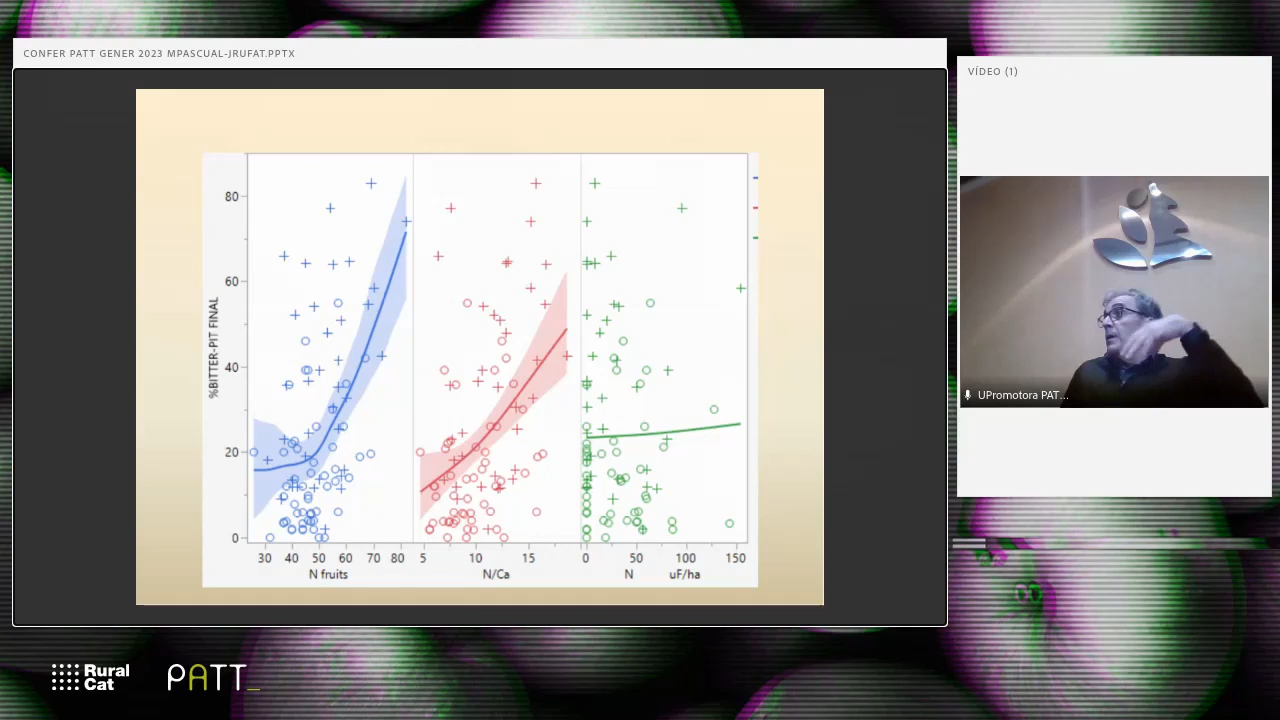 CONFER PATT GENER 2023 MPASCUAL-JRUFAT.PPTX
VÍDEO (1)
%BITTER-PIT FINAL
80
60
40
20
0
30 40 50 60 70 80 5 10 15 0 50 100 150
N fruits N/Ca N uF/ha
UPromotora PAT...
Rural
Cat
PATT_